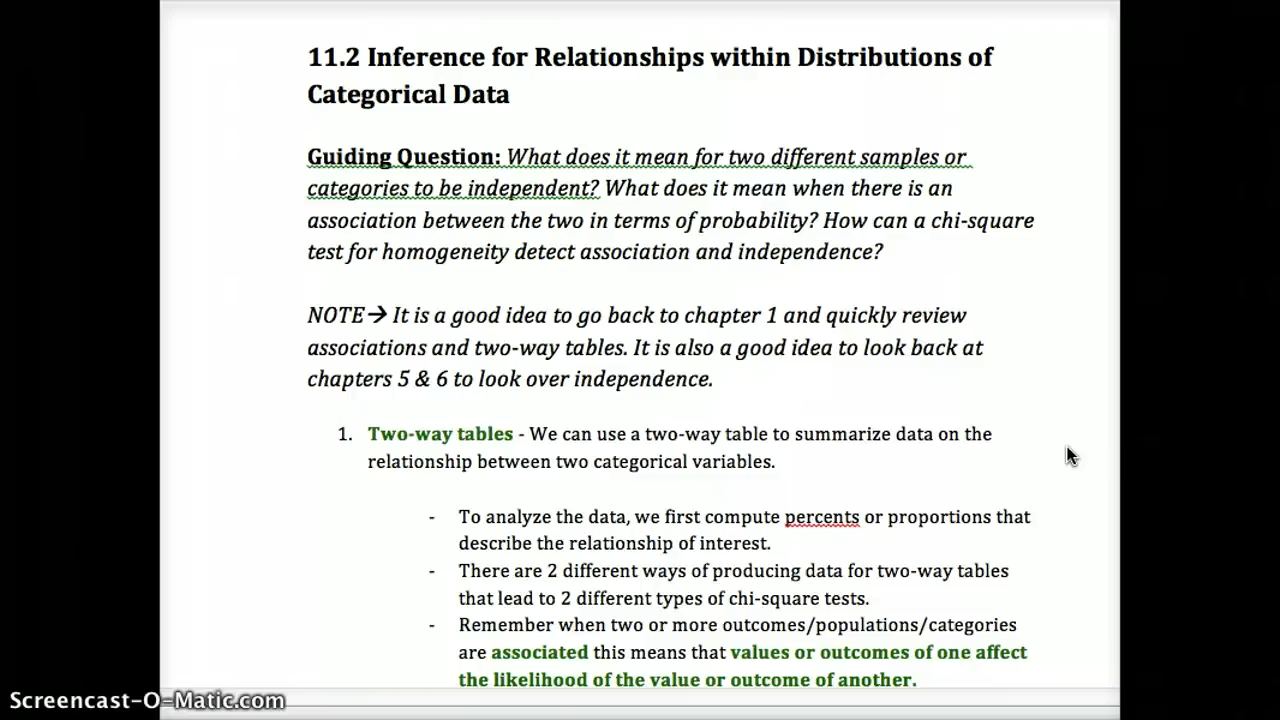 11.2 Inference for Relationships within Distributions of
Categorical Data
Guiding Question: What does it mean for two different samples or
categories to be independent? What does it mean when there is an
association between the two in terms of probability? How can a chi-square
test for homogeneity detect association and independence?
NOTE→ It is a good idea to go back to chapter 1 and quickly review
associations and two-way tables. It is also a good idea to look back at
chapters 5 & 6 to look over independence.
1. Two-way tables - We can use a two-way table to summarize data on the
relationship between two categorical variables.
- To analyze the data, we first compute percents or proportions that
describe the relationship of interest.
- There are 2 different ways of producing data for two-way tables
that lead to 2 different types of chi-square tests.
- Remember when two or more outcomes/populations/categories
are associated this means that values or outcomes of one affect
the likelihood of the value or outcome of another.
Screencast-O-Matic.com